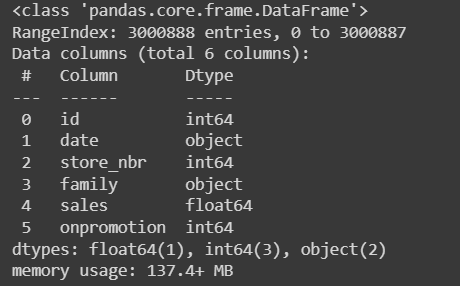 <class 'pandas.core.frame.DataFrame'>
RangeIndex: 3000888 entries, 0 to 3000887
Data columns (total 6 columns):
 #   Column       Dtype
---  ------       -----
 0   id           int64
 1   date         object
 2   store_nbr    int64
 3   family       object
 4   sales        float64
 5   onpromotion  int64
dtypes: float64(1), int64(3), object(2)
memory usage: 137.4+ MB